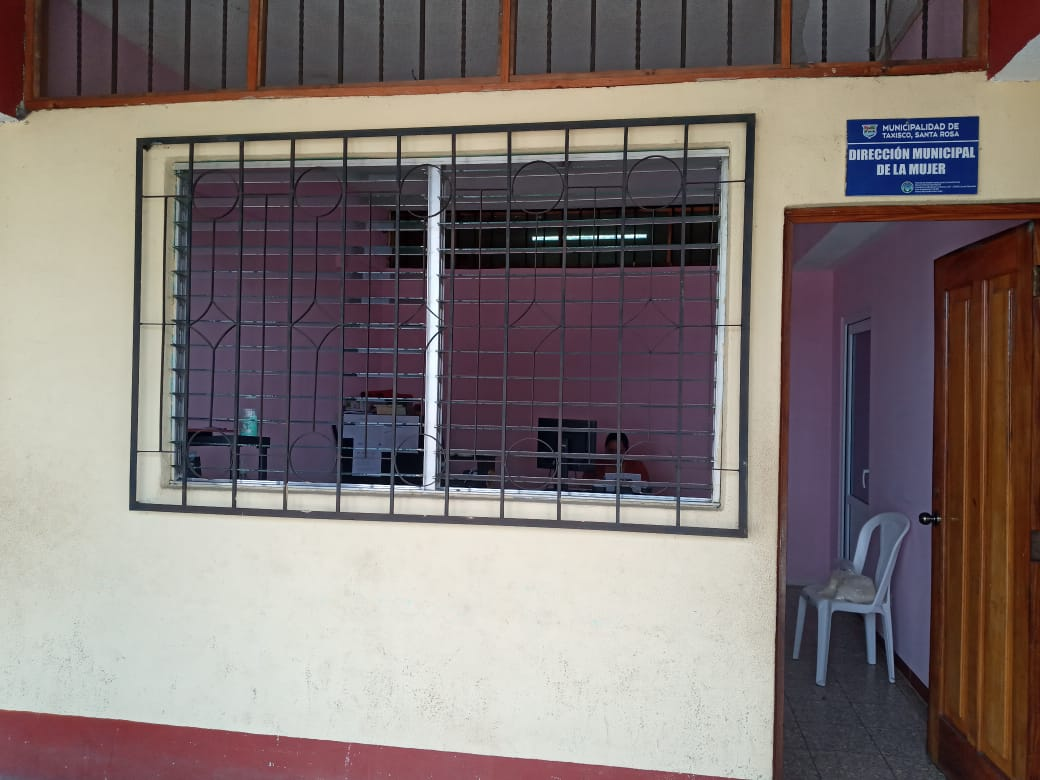 MUNICIPALIDAD DE
TAXISCO, SANTA ROSA
DIRECCIÓN MUNICIPAL
DE LA MUJER